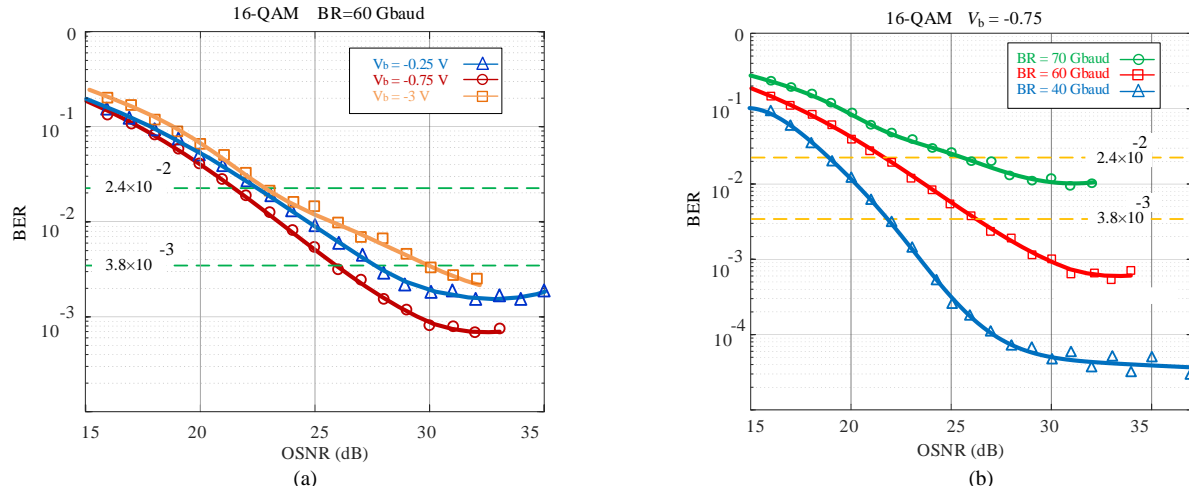 16-QAM BR=60 Gbaud
0
10 -1
10 -2
10 -3
BER
V_b = -0.25 V
V_b = -0.75 V
V_b = -3 V
2.4×10 -2
3.8×10 -3
15 20 25 30 35
OSNR (dB)
(a)
16-QAM V_b = -0.75
0
10 -1
10 -2
10 -3
10 -4
BER
BR = 70 Gbaud
BR = 60 Gbaud
BR = 40 Gbaud
2.4×10 -2
3.8×10 -3
15 20 25 30 35
OSNR (dB)
(b)